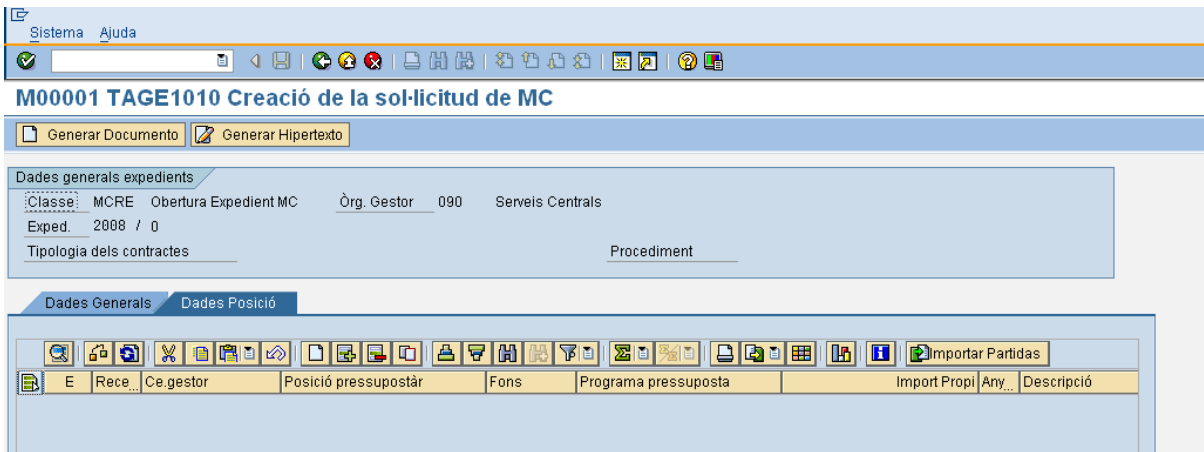 Sistema Ajuda
M00001 TAGE1010 Creació de la sol·licitud de MC
Generar Documento Generar Hipertexto
Dades generals expedients
Classe MCRE Obertura Expedient MC Òrg. Gestor 090 Serveis Centrals
Exped. 2008 / 0
Tipologia dels contractes Procediment
Dades Generals Dades Posició
Importar Partidas
E Rece... Ce.gestor Posició pressupostàr Fons Programa pressuposta Import Propi Any... Descripció